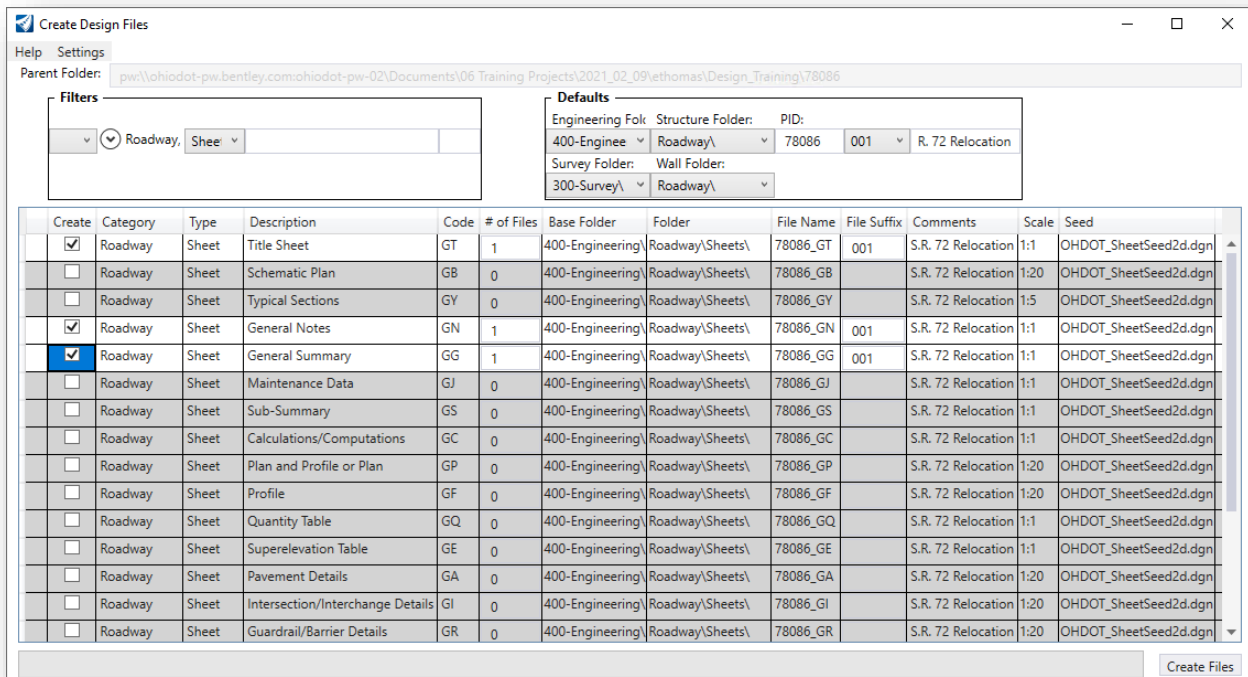 Create Design Files
Help Settings
Parent Folder: pw:\\ohiodot-pw.bentley.com:ohiodot-pw-02\Documents\06 Training Projects\2021_02_09\ethomas\Design_Training\78086
Filters
Roadway, Sheet
Defaults
Engineering Fol Structure Folder: PID:
400-Enginee Roadway\ 78086 001 R. 72 Relocation
Survey Folder: Wall Folder:
300-Survey\ Roadway\
Create Category Type Description Code # of Files Base Folder Folder File Name File Suffix Comments Scale Seed
Roadway Sheet Title Sheet GT 1 400-Engineering\ Roadway\Sheets\ 78086_GT 001 S.R. 72 Relocation 1:1 OHDOT_SheetSeed2d.dgn
Roadway Sheet Schematic Plan GB 0 400-Engineering\ Roadway\Sheets\ 78086_GB S.R. 72 Relocation 1:20 OHDOT_SheetSeed2d.dgn
Roadway Sheet Typical Sections GY 0 400-Engineering\ Roadway\Sheets\ 78086_GY S.R. 72 Relocation 1:5 OHDOT_SheetSeed2d.dgn
Roadway Sheet General Notes GN 1 400-Engineering\ Roadway\Sheets\ 78086_GN 001 S.R. 72 Relocation 1:1 OHDOT_SheetSeed2d.dgn
Roadway Sheet General Summary GG 1 400-Engineering\ Roadway\Sheets\ 78086_GG 001 S.R. 72 Relocation 1:1 OHDOT_SheetSeed2d.dgn
Roadway Sheet Maintenance Data GJ 0 400-Engineering\ Roadway\Sheets\ 78086_GJ S.R. 72 Relocation 1:1 OHDOT_SheetSeed2d.dgn
Roadway Sheet Sub-Summary GS 0 400-Engineering\ Roadway\Sheets\ 78086_GS S.R. 72 Relocation 1:1 OHDOT_SheetSeed2d.dgn
Roadway Sheet Calculations/Computations GC 0 400-Engineering\ Roadway\Sheets\ 78086_GC S.R. 72 Relocation 1:1 OHDOT_SheetSeed2d.dgn
Roadway Sheet Plan and Profile or Plan GP 0 400-Engineering\ Roadway\Sheets\ 78086_GP S.R. 72 Relocation 1:20 OHDOT_SheetSeed2d.dgn
Roadway Sheet Profile GF 0 400-Engineering\ Roadway\Sheets\ 78086_GF S.R. 72 Relocation 1:20 OHDOT_SheetSeed2d.dgn
Roadway Sheet Quantity Table GQ 0 400-Engineering\ Roadway\Sheets\ 78086_GQ S.R. 72 Relocation 1:1 OHDOT_SheetSeed2d.dgn
Roadway Sheet Superelevation Table GE 0 400-Engineering\ Roadway\Sheets\ 78086_GE S.R. 72 Relocation 1:1 OHDOT_SheetSeed2d.dgn
Roadway Sheet Pavement Details GA 0 400-Engineering\ Roadway\Sheets\ 78086_GA S.R. 72 Relocation 1:20 OHDOT_SheetSeed2d.dgn
Roadway Sheet Intersection/Interchange Details GI 0 400-Engineering\ Roadway\Sheets\ 78086_GI S.R. 72 Relocation 1:20 OHDOT_SheetSeed2d.dgn
Roadway Sheet Guardrail/Barrier Details GR 0 400-Engineering\ Roadway\Sheets\ 78086_GR S.R. 72 Relocation 1:20 OHDOT_SheetSeed2d.dgn
Create Files